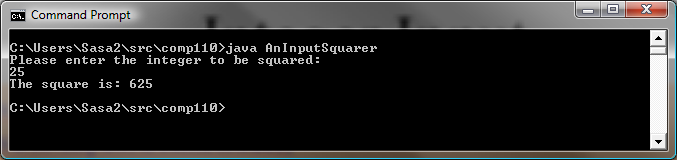 Command Prompt
C:\Users\Sasa2\src\comp110>java AnInputSquarer
Please enter the integer to be squared:
25
The square is: 625
C:\Users\Sasa2\src\comp110>